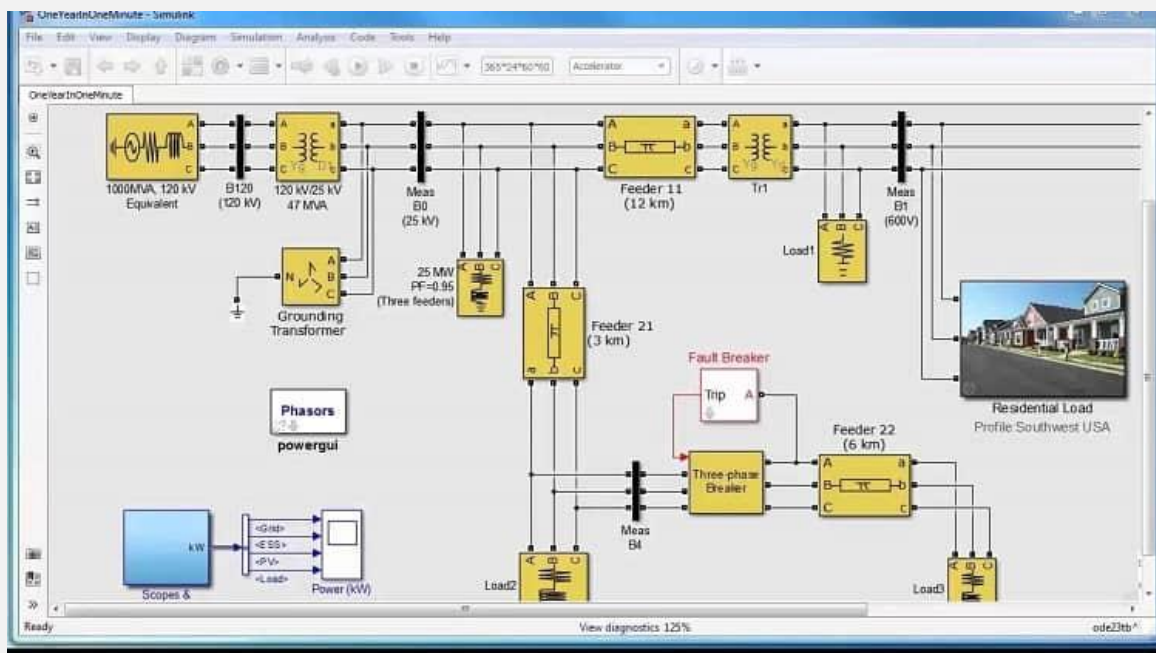 OneYearInOneMinute - Simulink
File Edit View Display Diagram Simulation Analysis Code Tools Help
365*24*60*60 Accelerator
OneYearInOneMinute
A B C
A B C a b c
A B C a b c
A a
B b
C c
1000MVA, 120 kV
Equivalent
B120
(120 kV)
120 kV/25 kV
47 MVA
Yg D1
Meas
B0
(25 kV)
Feeder 11
(12 km)
Tr1
Yg Yg
Meas
B1
(600V)
N A B C
Grounding
Transformer
25 MW
PF=0.95
(Three feeders)
A B C
A B C
a b c
Feeder 21
(3 km)
Load1
A B C
Residential Load
Profile Southwest USA
Fault Breaker
Trip A
Phasors
powergui
Three-phase
Breaker
Feeder 22
(6 km)
A a
B b
C c
Meas
B4
kW
<Grid>
<ESS>
<PV>
<Load>
Scopes &
Power (kW)
Load2
A B C
Load3
A B C
Ready
View diagnostics 125%
ode23tb^